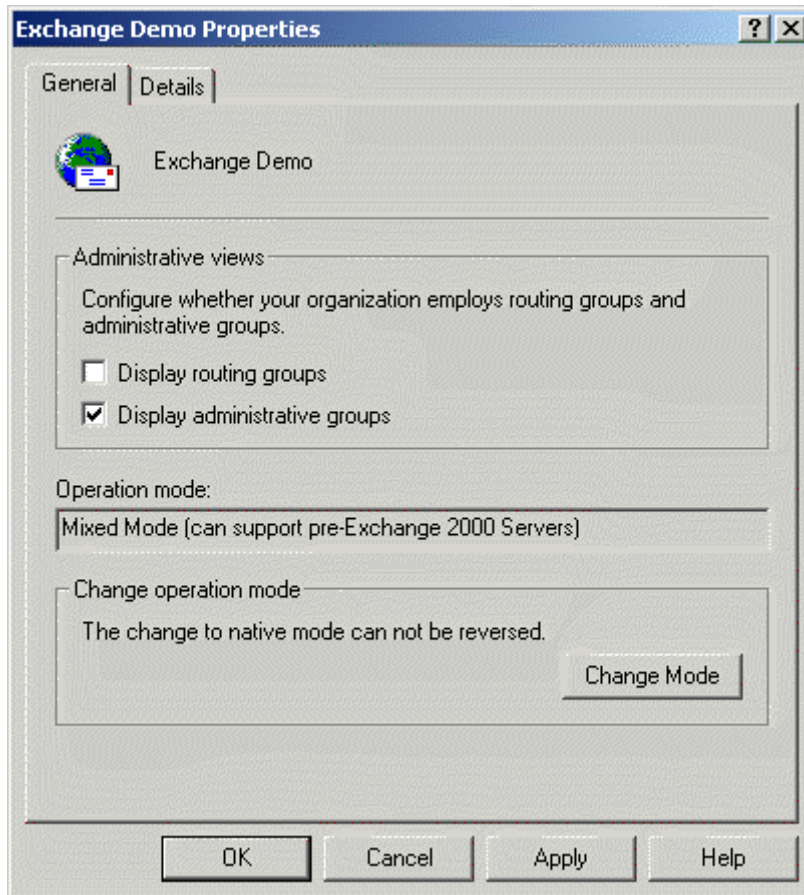 Exchange Demo Properties
General
Details
Exchange Demo
Administrative views
Configure whether your organization employs routing groups and
administrative groups.
Display routing groups
Display administrative groups
Operation mode:
Mixed Mode (can support pre-Exchange 2000 Servers)
Change operation mode
The change to native mode can not be reversed.
Change Mode
OK
Cancel
Apply
Help